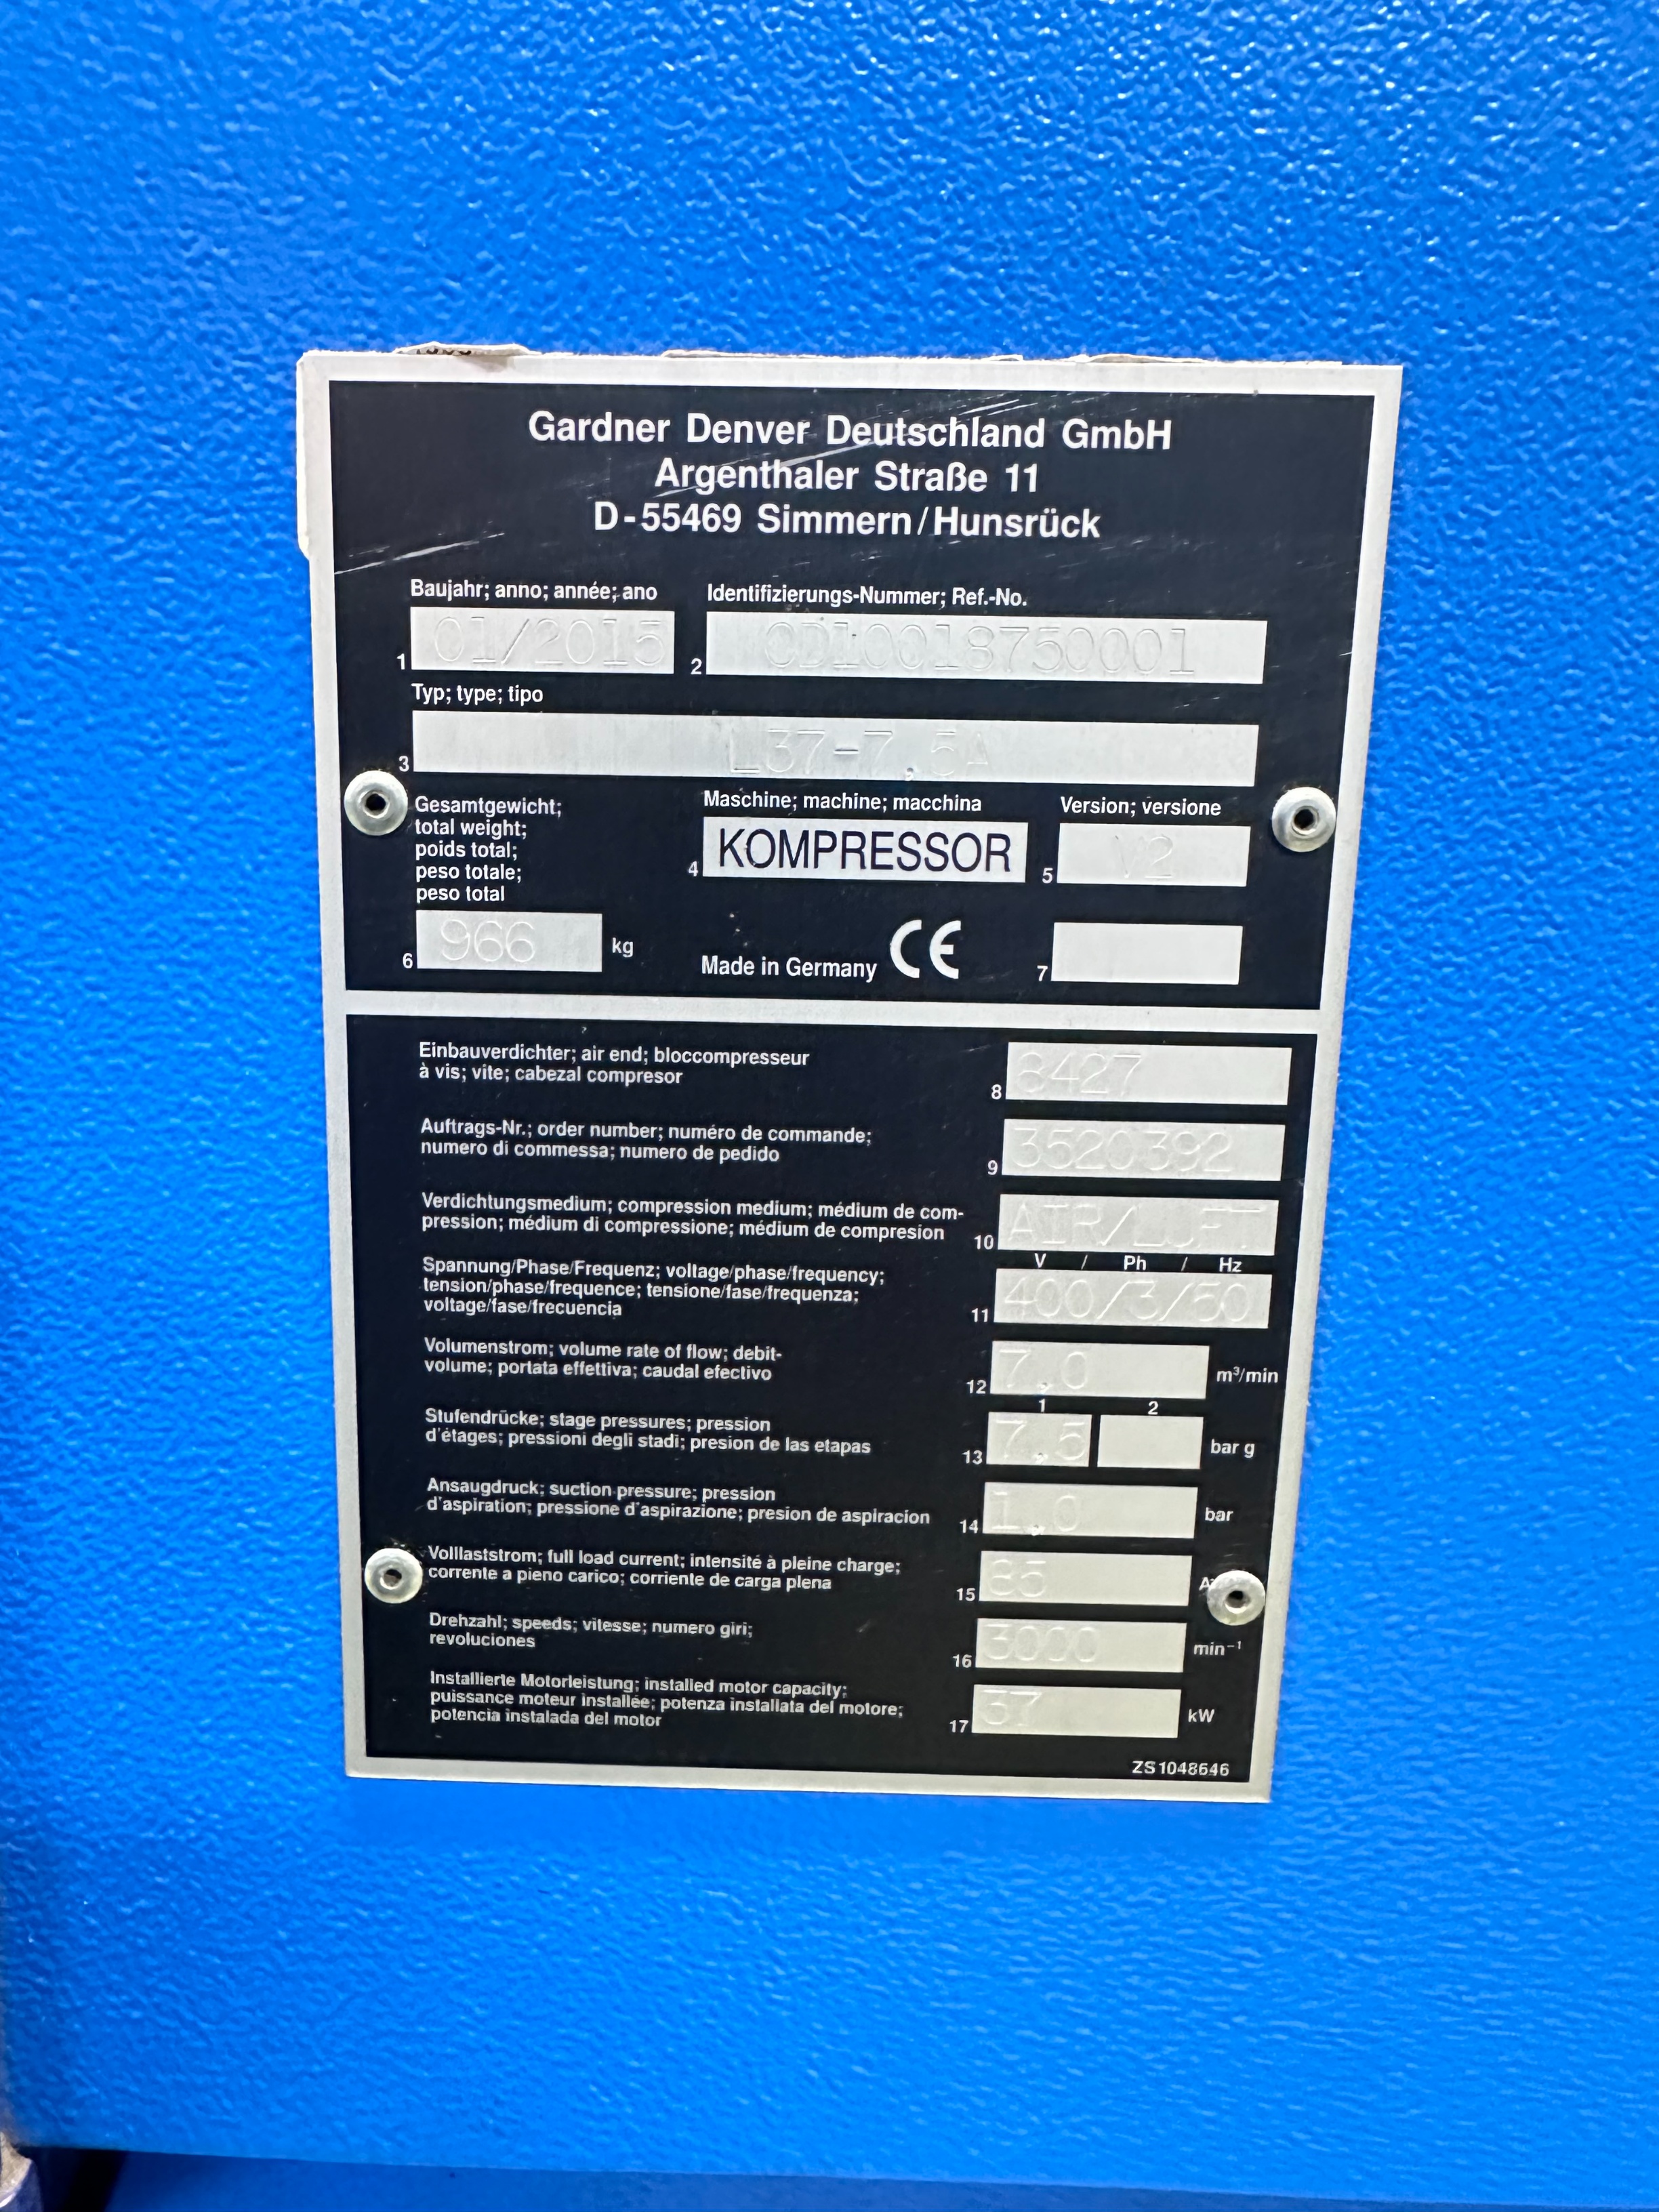 Gardner Denver Deutschland GmbH
Argenthaler Straße 11
D-55469 Simmern/Hunsrück
Baujahr; anno; année; ano
Identifizierungs-Nummer; Ref.-No.
1 01/2015
2 CD10018750001
Typ; type; tipo
3 L37-7,5A
Gesamtgewicht;
total weight;
poids total;
peso totale;
peso total
Maschine; machine; macchina
4 KOMPRESSOR
Version; versione
5 V2
6 966 kg
Made in Germany CE
7
Einbauverdichter; air end; bloccompresseur
à vis; vite; cabezal compresor
8
Auftrags-Nr.; order number; numéro de commande;
numero di commessa; numero de pedido
9 3520392
Verdichtungsmedium; compression medium; médium de com-
pression; médium di compressione; médium de compresion
10 AIR/LUFT
V / Ph / Hz
Spannung/Phase/Frequenz; voltage/phase/frequency;
tension/phase/frequence; tensione/fase/frequenza;
voltage/fase/frecuencia
11 400/3/50
Volumenstrom; volume rate of flow; debit-
volume; portata effettiva; caudal efectivo
12 7,0 m³/min
1 2
Stufendrücke; stage pressures; pression
d'étages; pressioni degli stadi; presion de las etapas
13 7,5 bar g
Ansaugdruck; suction pressure; pression
d'aspiration; pressione d'aspirazione; presion de aspiracion
14 1,0 bar
Volllaststrom; full load current; intensité à pleine charge;
corrente a pieno carico; corriente de carga plena
15
Drehzahl; speeds; vitesse; numero giri;
revoluciones
16 3000 min⁻¹
Installierte Motorleistung; installed motor capacity;
puissance moteur installée; potenza installata del motore;
potencia instalada del motor
17 37 kW
ZS1048646